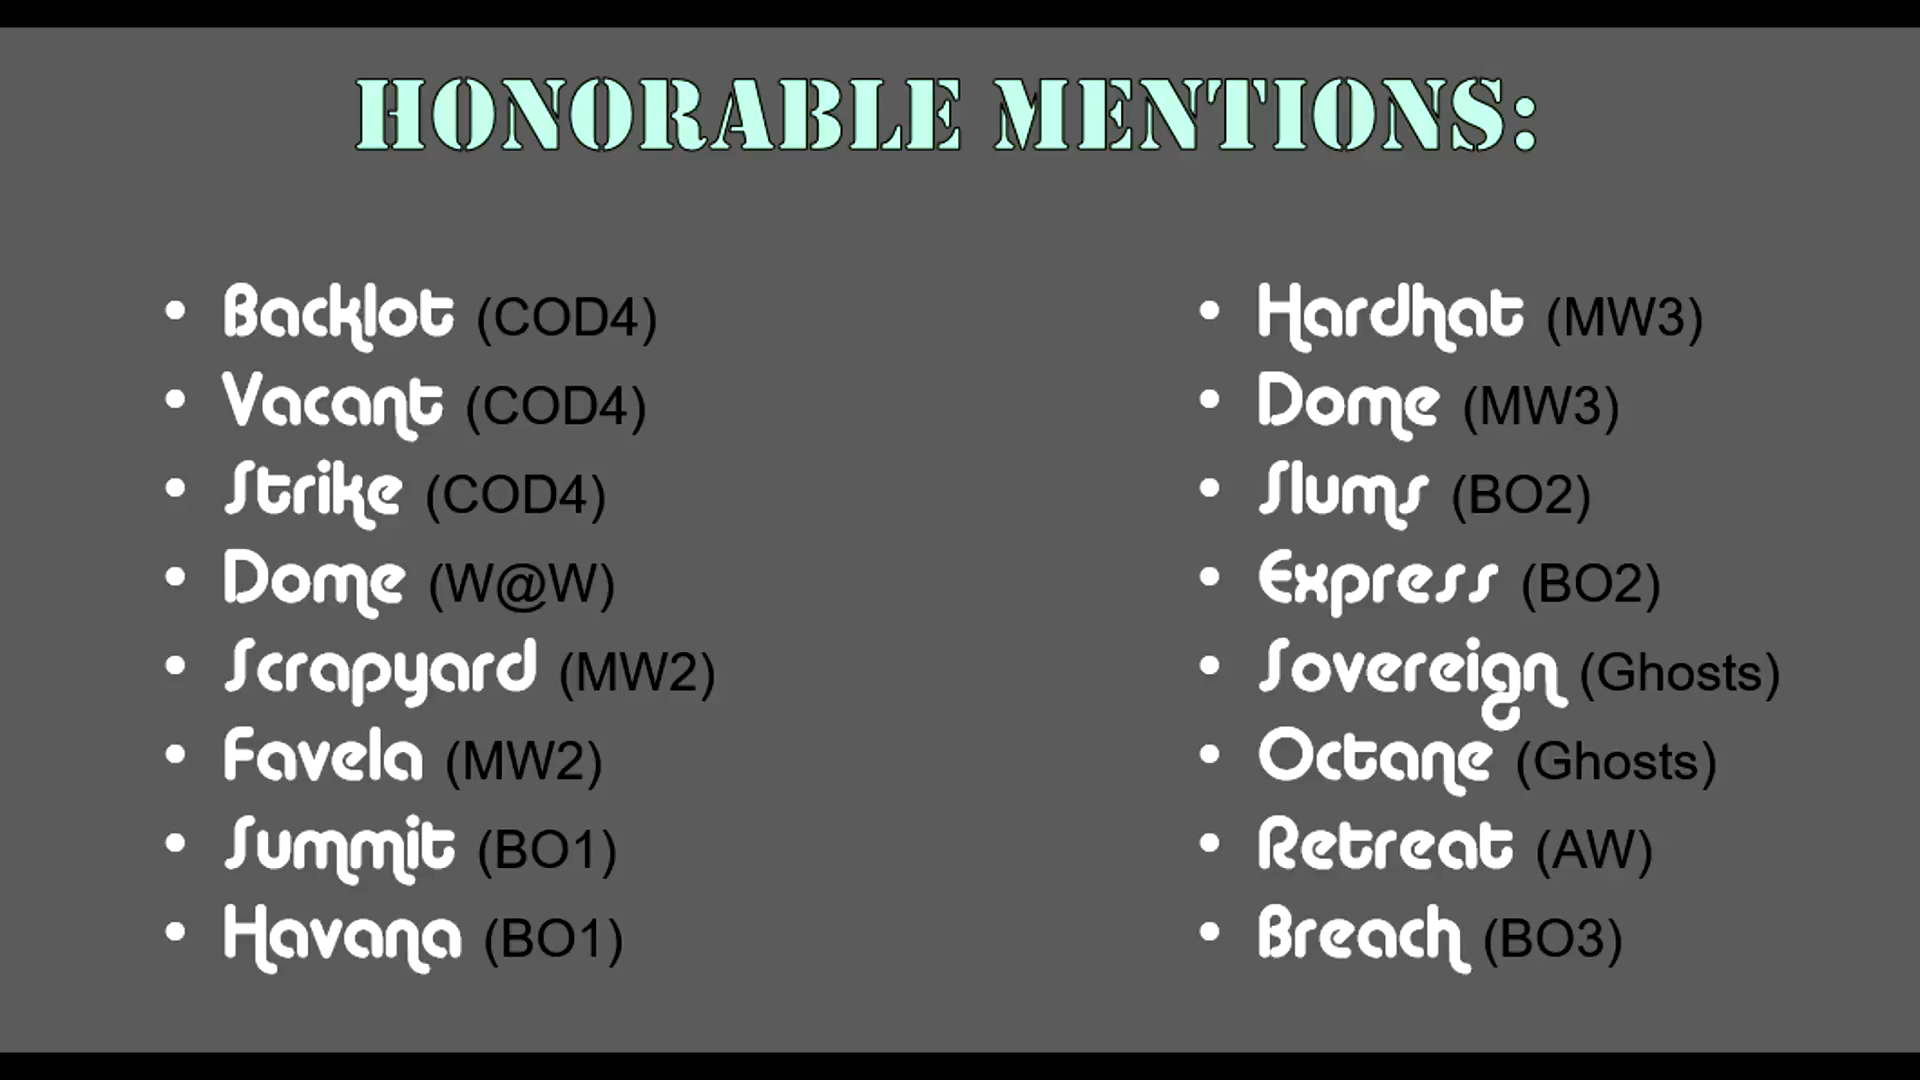 HONORABLE MENTIONS:
• Backlot (COD4)
• Vacant (COD4)
• Strike (COD4)
• Dome (W@W)
• Scrapyard (MW2)
• Favela (MW2)
• Summit (BO1)
• Havana (BO1)
• Hardhat (MW3)
• Dome (MW3)
• Slums (BO2)
• Express (BO2)
• Sovereign (Ghosts)
• Octane (Ghosts)
• Retreat (AW)
• Breach (BO3)